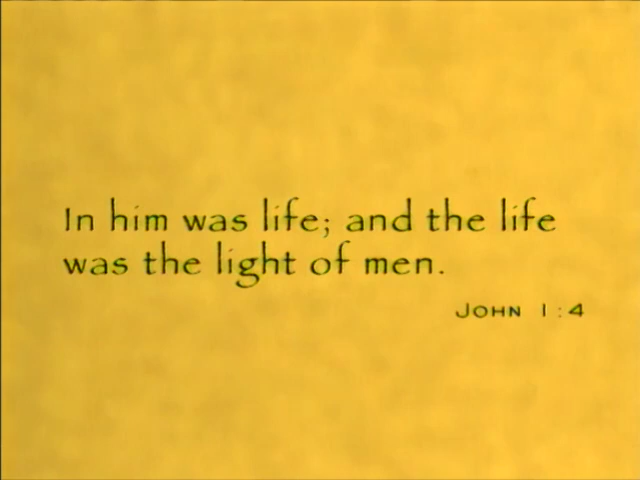 In him was life; and the life
was the light of men.
JOHN 1:4